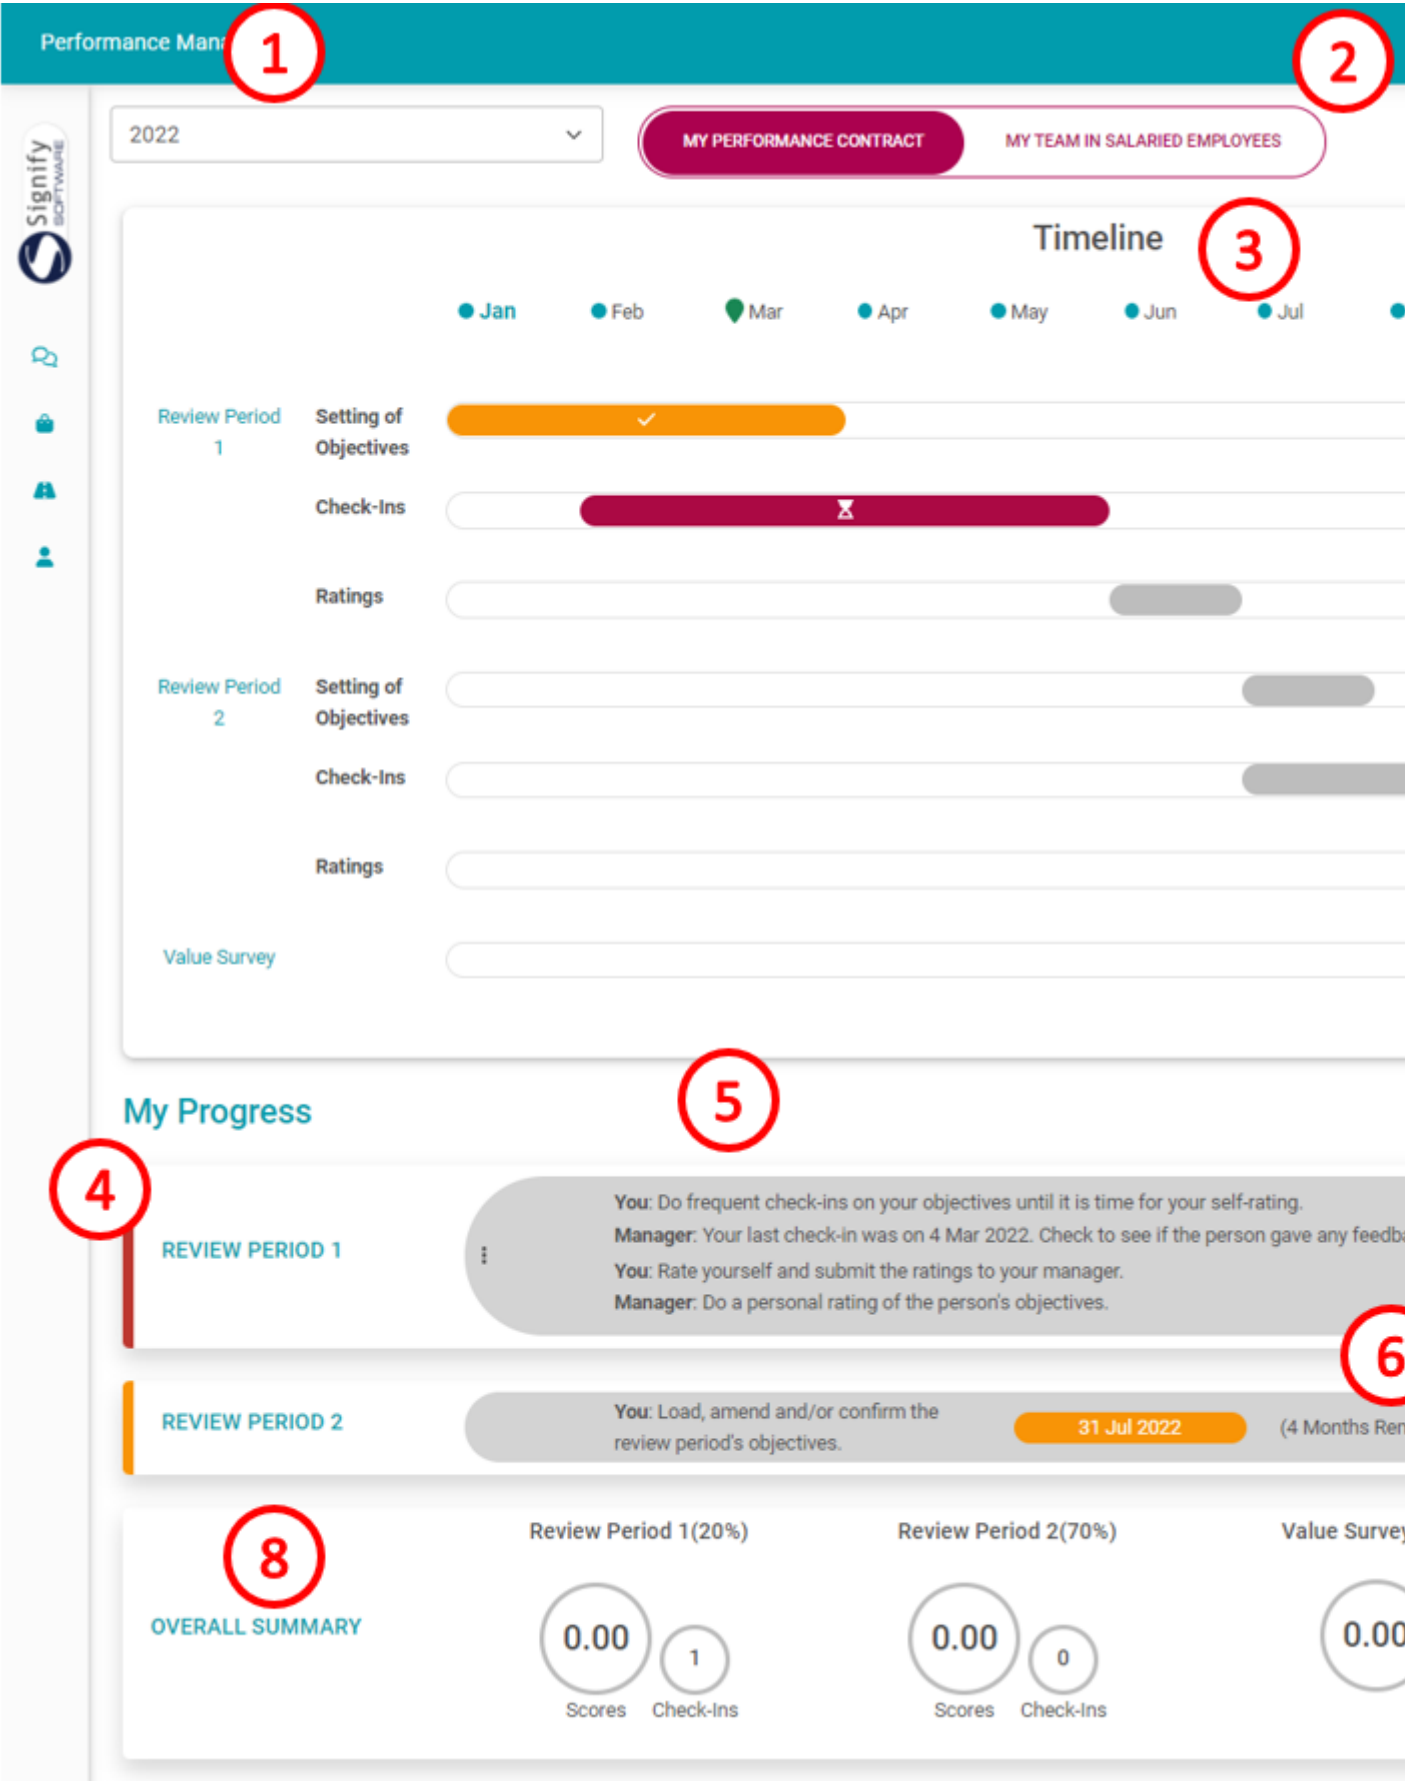 Performance Mana
1
2
2022
MY PERFORMANCE CONTRACT
MY TEAM IN SALARIED EMPLOYEES
Signify
SOFTWARE
Timeline
3
Jan
Feb
Mar
Apr
May
Jun
Jul
Review Period
1
Setting of
Objectives
Check-Ins
Ratings
Review Period
2
Setting of
Objectives
Check-Ins
Ratings
Value Survey
5
My Progress
4
REVIEW PERIOD 1
You: Do frequent check-ins on your objectives until it is time for your self-rating.
Manager: Your last check-in was on 4 Mar 2022. Check to see if the person gave any feedba
You: Rate yourself and submit the ratings to your manager.
Manager: Do a personal rating of the person's objectives.
6
REVIEW PERIOD 2
You: Load, amend and/or confirm the
review period's objectives.
31 Jul 2022
(4 Months Ren
8
OVERALL SUMMARY
Review Period 1(20%)
0.00
1
Scores
Check-Ins
Review Period 2(70%)
0.00
0
Scores
Check-Ins
Value Survey
0.00